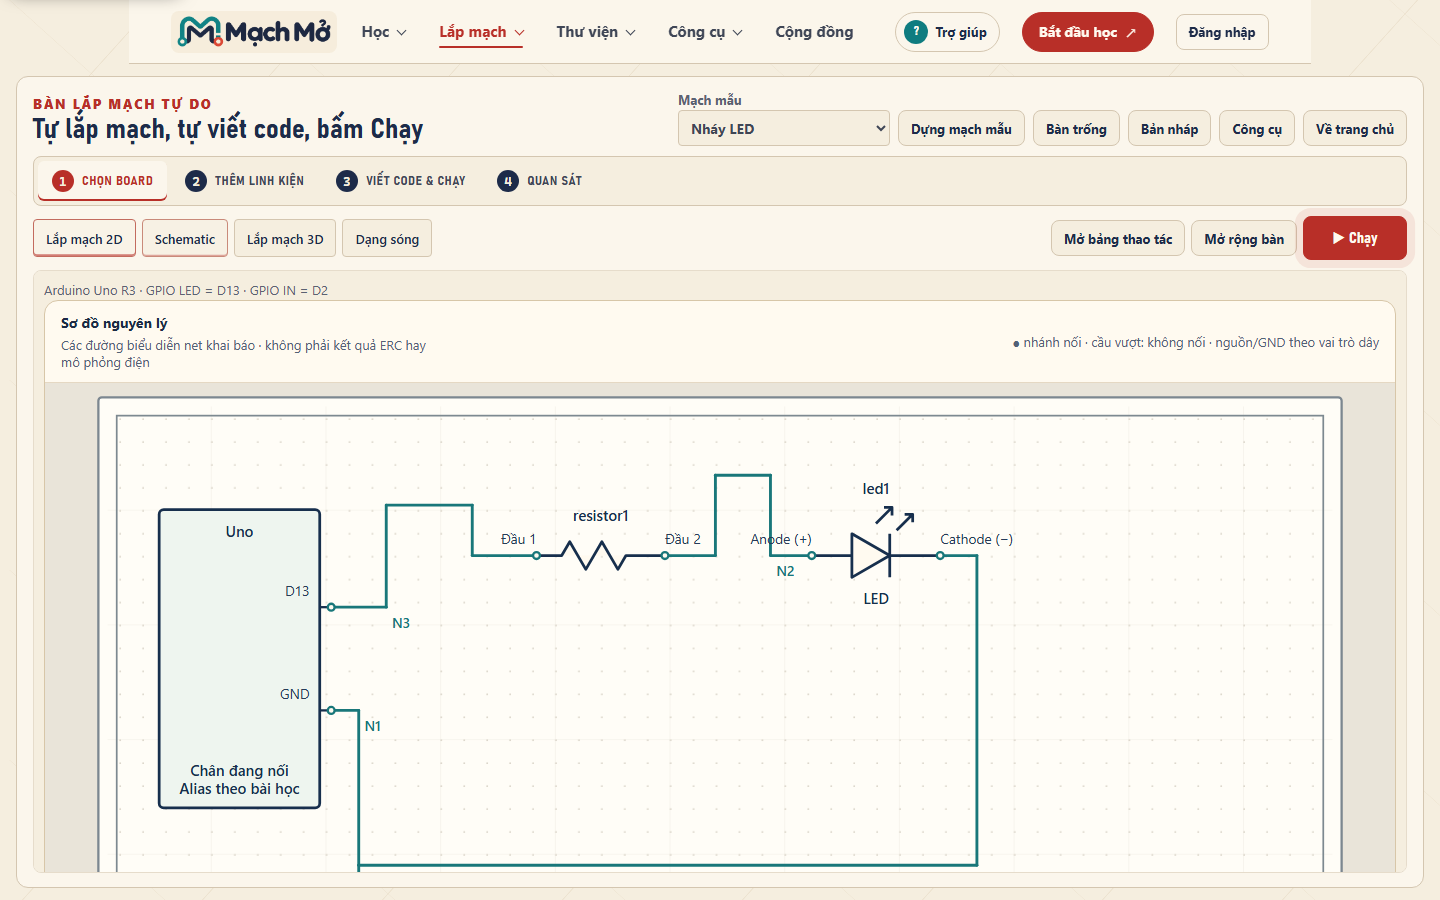 Mạch Mở
Học
Lắp mạch
Thư viện
Công cụ
Cộng đồng
? Trợ giúp
Bắt đầu học ↗
Đăng nhập
BÀN LẮP MẠCH TỰ DO
Tự lắp mạch, tự viết code, bấm Chạy
Mạch mẫu
Nháy LED
Dựng mạch mẫu
Bàn trống
Bản nháp
Công cụ
Về trang chủ
1 CHỌN BOARD
2 THÊM LINH KIỆN
3 VIẾT CODE & CHẠY
4 QUAN SÁT
Lắp mạch 2D
Schematic
Lắp mạch 3D
Dạng sóng
Mở bảng thao tác
Mở rộng bàn
▶ Chạy
Arduino Uno R3 · GPIO LED = D13 · GPIO IN = D2
Sơ đồ nguyên lý
Các đường biểu diễn net khai báo · không phải kết quả ERC hay
mô phỏng điện
● nhánh nối · cầu vượt: không nối · nguồn/GND theo vai trò dây
led1
resistor1
Uno
Đầu 1
Đầu 2
Anode (+)
Cathode (−)
N2
D13
LED
N3
GND
N1
Chân đang nối
Alias theo bài học